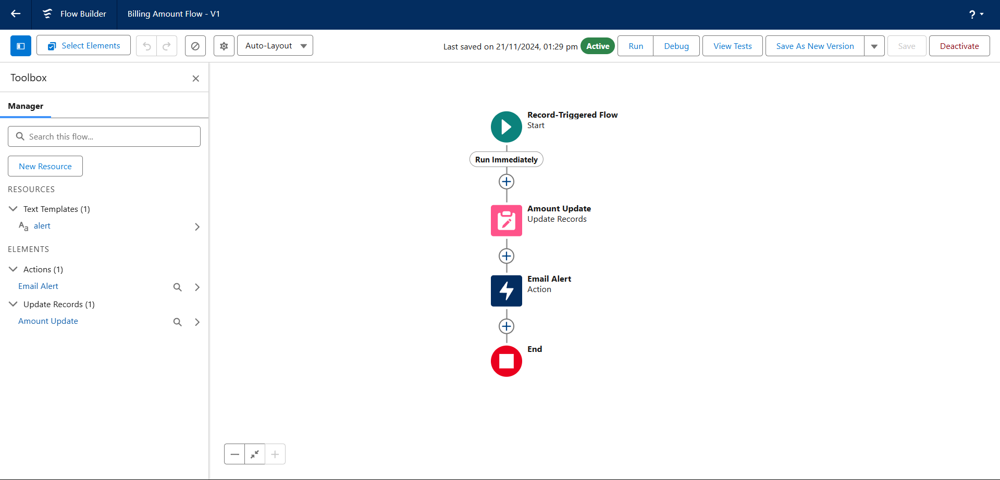 Flow Builder
Billing Amount Flow - V1
?
Select Elements
Auto-Layout
Last saved on 21/11/2024, 01:29 pm
Active
Run
Debug
View Tests
Save As New Version
Save
Deactivate
Toolbox
Manager
Search this flow...
New Resource
RESOURCES
Text Templates (1)
Aa alert
ELEMENTS
Actions (1)
Email Alert
Update Records (1)
Amount Update
Record-Triggered Flow
Start
Run Immediately
Amount Update
Update Records
Email Alert
Action
End